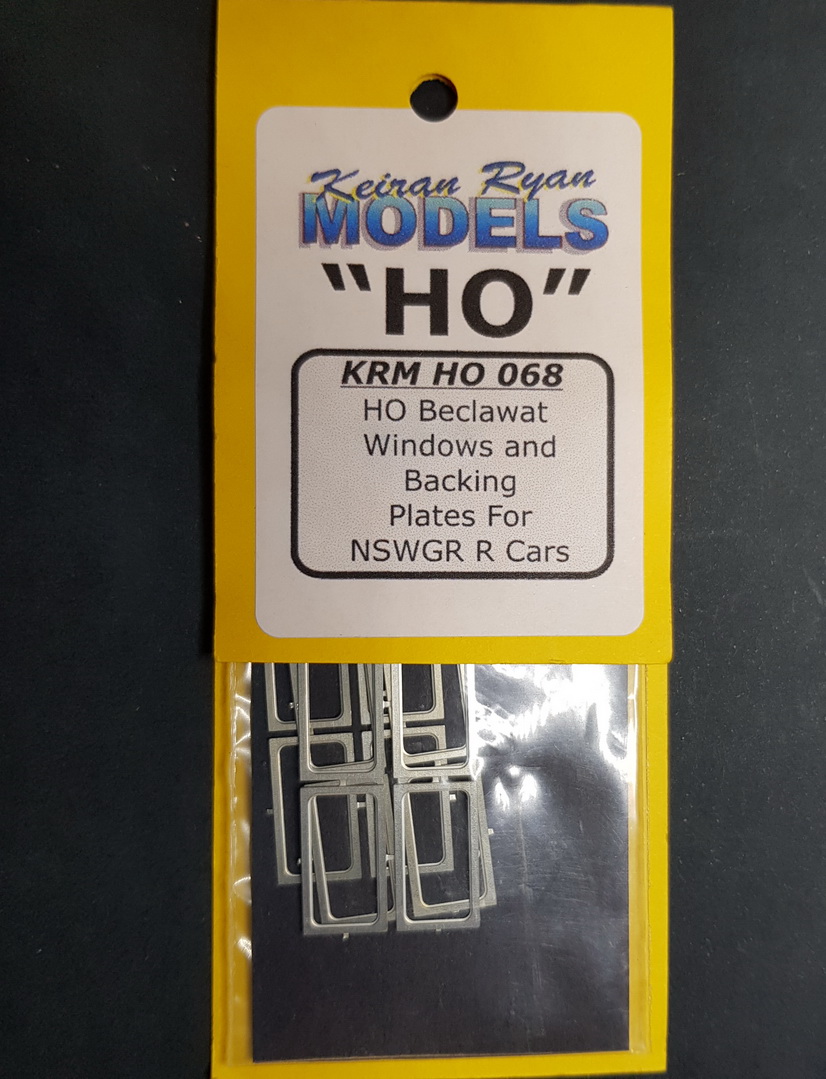 Keiran Ryan
MODELS
"HO"
KRM HO 068
HO Beclawat
Windows and
Backing
Plates For
NSWGR R Cars